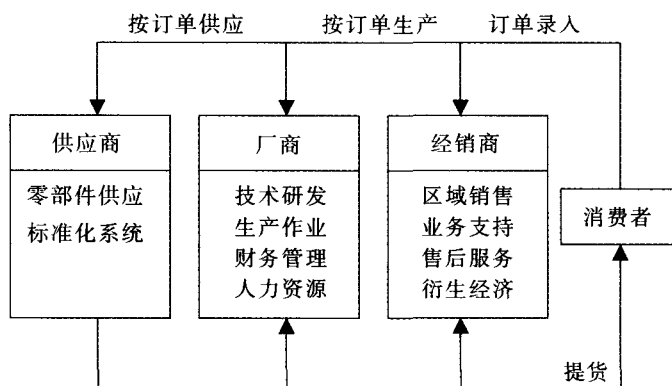 按订单供应
按订单生产
订单录入
供应商
零部件供应
标准化系统
厂商
技术研发
生产作业
财务管理
人力资源
经销商
区域销售
业务支持
售后服务
衍生经济
消费者
提货